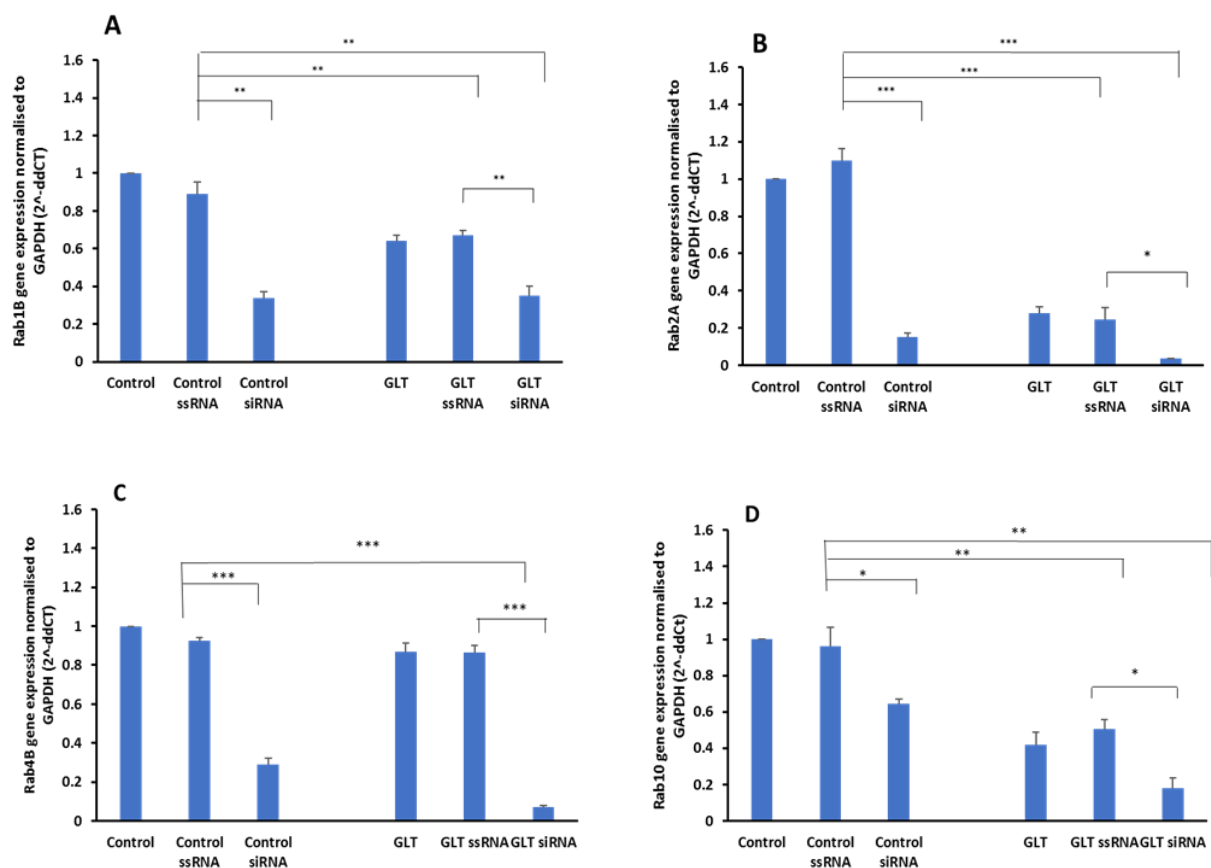 A
Rab1B gene expression normalised to
GAPDH (2^-ddCT)
1.6
1.4
1.2
1
0.8
0.6
0.4
0.2
0
**
**
**
**
Control
Control
ssRNA
Control
siRNA
GLT
GLT
ssRNA
GLT
siRNA
B
Rab2A gene expression normalised to
GAPDH (2^-ddCT)
1.6
1.4
1.2
1
0.8
0.6
0.4
0.2
0
***
***
***
*
Control
Control
ssRNA
Control
siRNA
GLT
GLT
ssRNA
GLT
siRNA
C
Rab4B gene expression normalised to
GAPDH (2^-ddCT)
1.6
1.4
1.2
1
0.8
0.6
0.4
0.2
0
***
***
***
Control
Control
ssRNA
Control
siRNA
GLT
GLT ssRNA
GLT siRNA
D
Rab10 gene expression normalised to
GAPDH (2^-ddCt)
1.6
1.4
1.2
1
0.8
0.6
0.4
0.2
0
**
**
*
*
Control
Control
ssRNA
Control
siRNA
GLT
GLT ssRNA
GLT siRNA